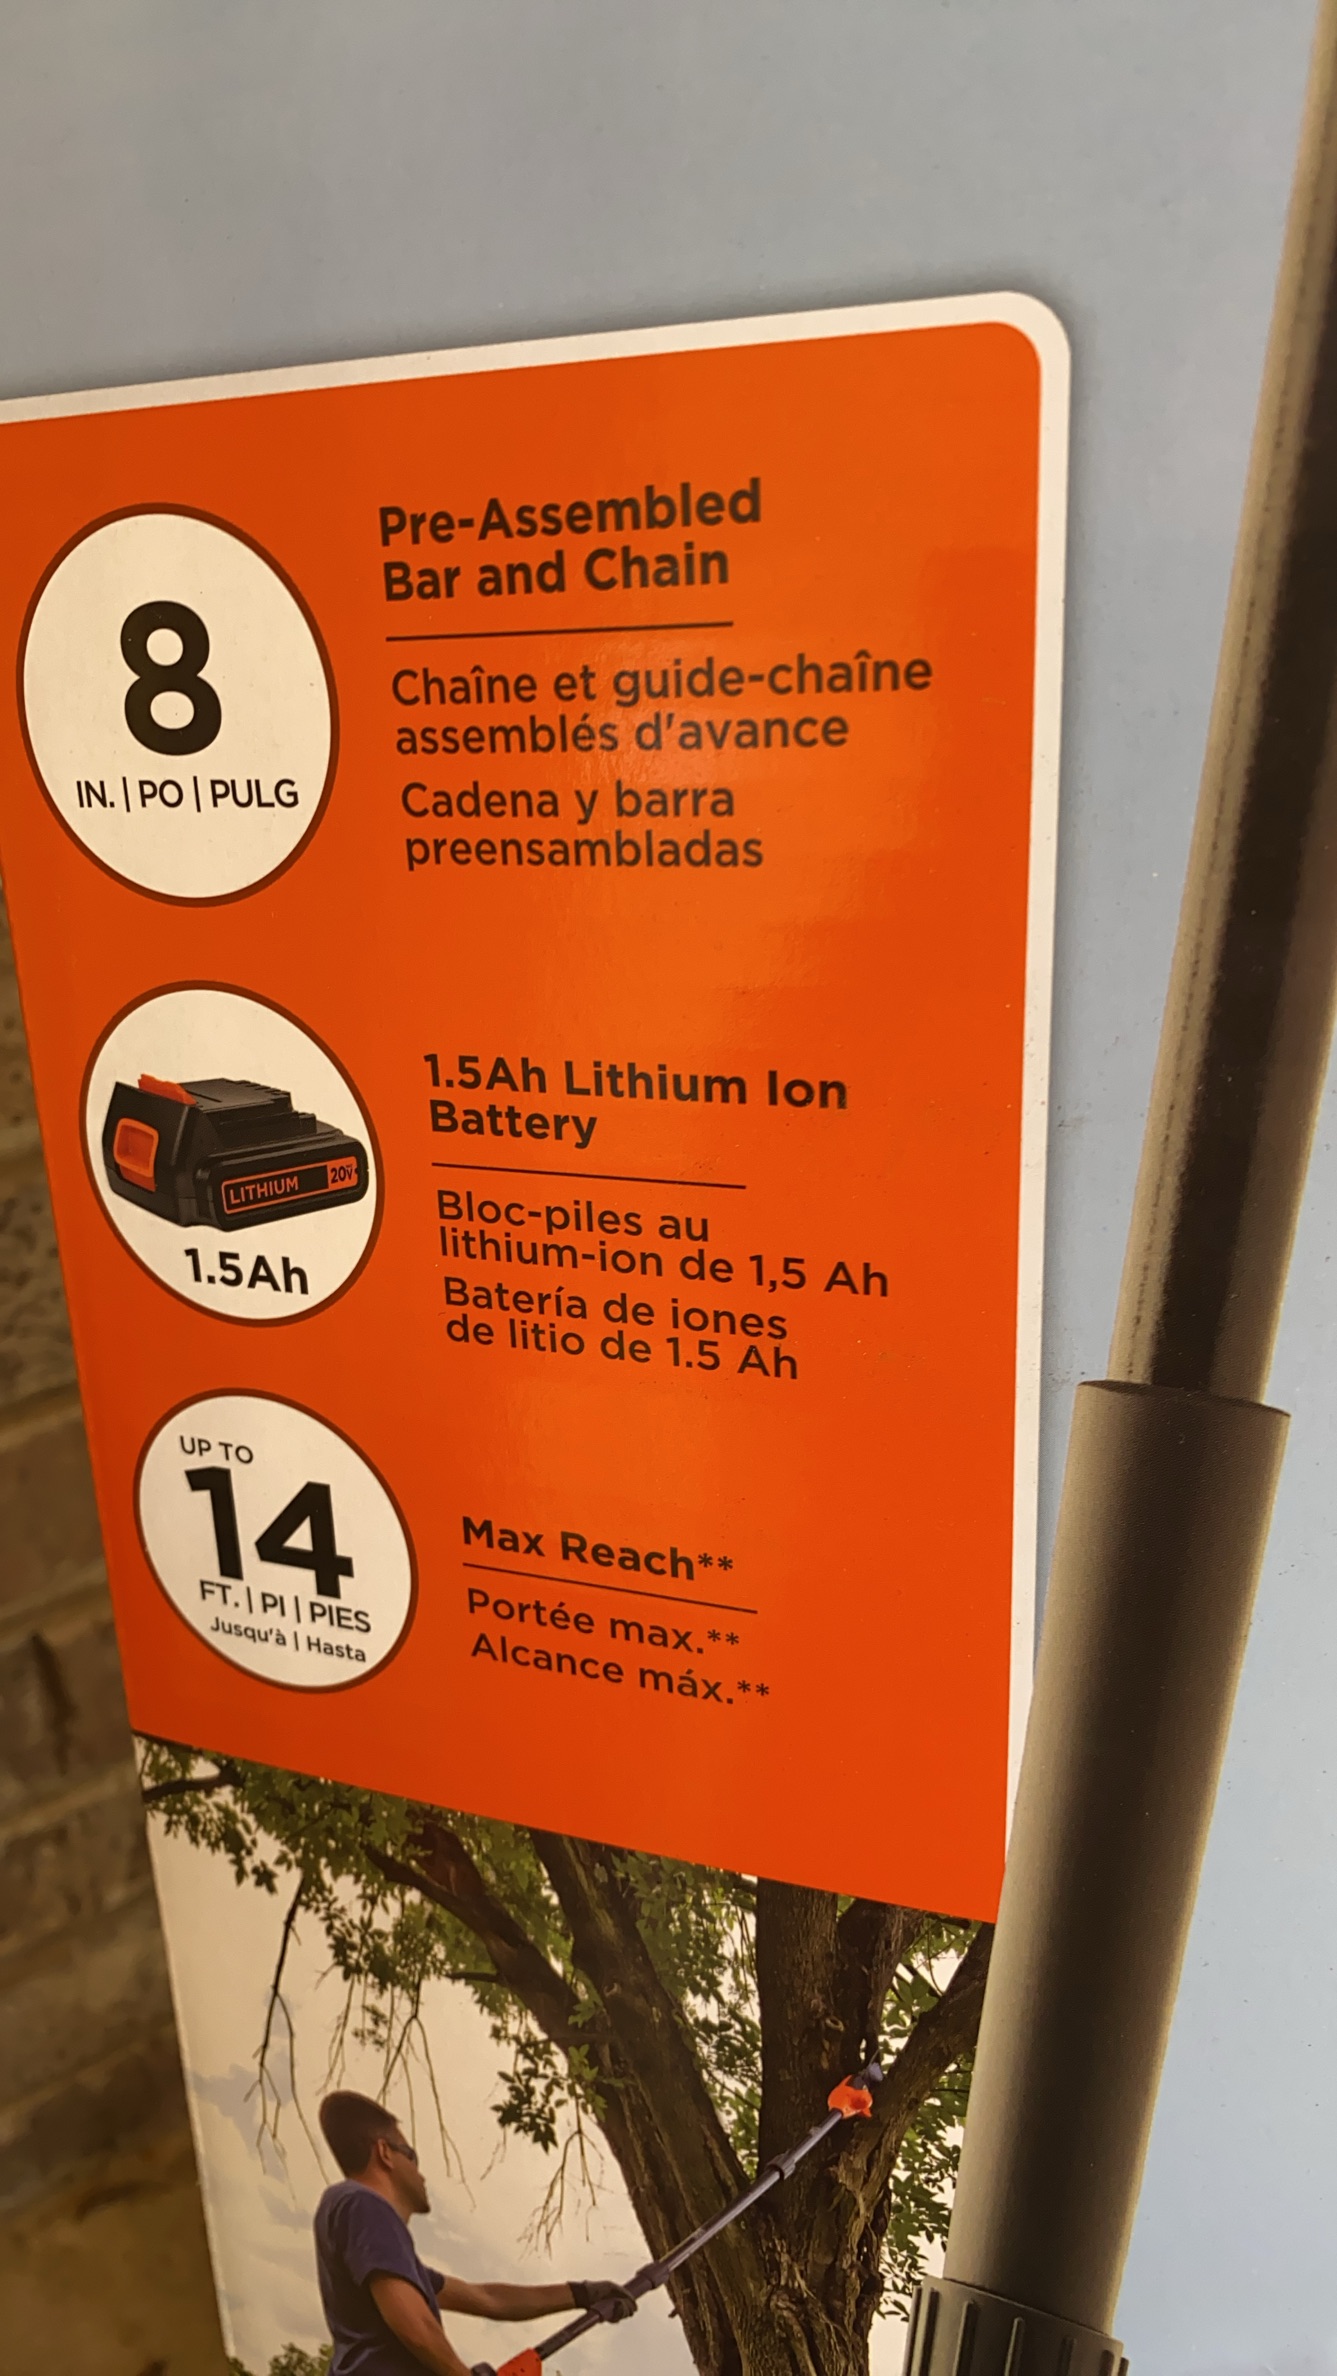 8
IN. | PO | PULG
Pre-Assembled
Bar and Chain
Chaîne et guide-chaîne
assemblés d'avance
Cadena y barra
preensambladas
LITHIUM 20V
1.5Ah
1.5Ah Lithium Ion
Battery
Bloc-piles au
lithium-ion de 1,5 Ah
Batería de iones
de litio de 1.5 Ah
UP TO
14
FT. | PI | PIES
Jusqu'à | Hasta
Max Reach**
Portée max.**
Alcance máx.**